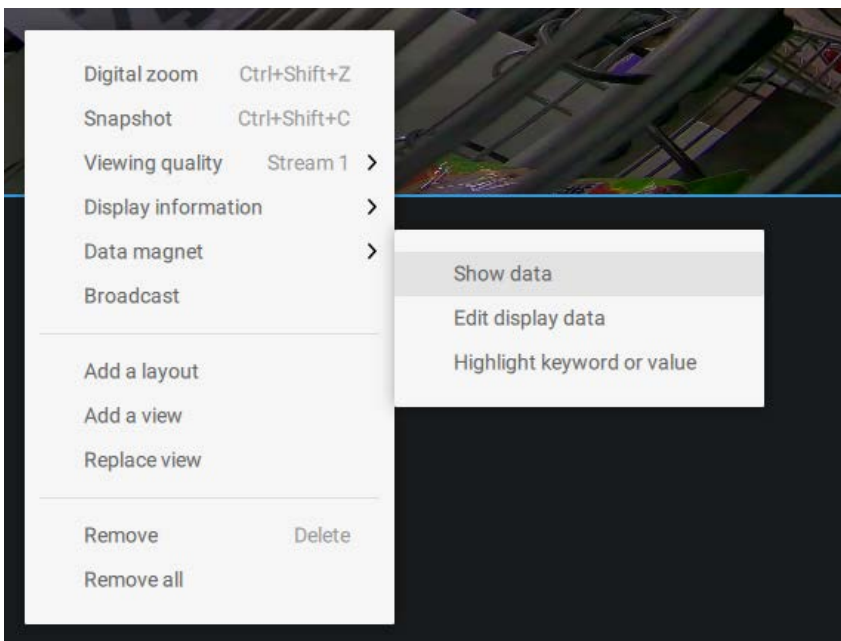 Digital zoom Ctrl+Shift+Z
Snapshot Ctrl+Shift+C
Viewing quality Stream 1
Display information
Data magnet
Broadcast
Add a layout
Add a view
Replace view
Remove Delete
Remove all
Show data
Edit display data
Highlight keyword or value